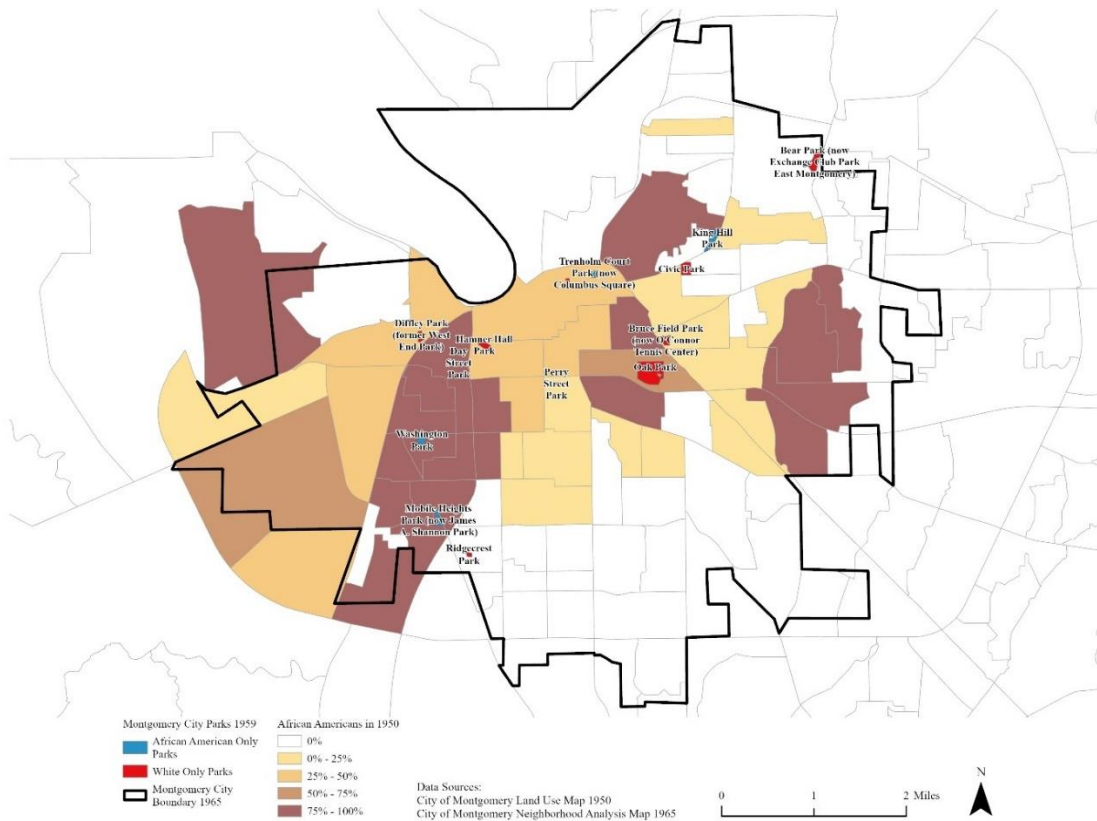 Bear Park (now
Exchange Club Park
East Montgomery)
King Hill
Park
Trenholm Court
Park (now
Columbus Square)
Civic Park
Diffley Park
(former West
End Park)
Hamner Hall
Park
Day
Street
Park
Bruce Field Park
(now O'Connor
Tennis Center)
Oak Park
Perry
Street
Park
Washington
Park
Mobile Heights
Park (now James
A. Shannon Park)
Ridgecrest
Park
Montgomery City Parks 1959
African American Only
Parks
White Only Parks
Montgomery City
Boundary 1965
African Americans in 1950
0%
0% - 25%
25% - 50%
50% - 75%
75% - 100%
Data Sources:
City of Montgomery Land Use Map 1950
City of Montgomery Neighborhood Analysis Map 1965
0 1 2 Miles
N